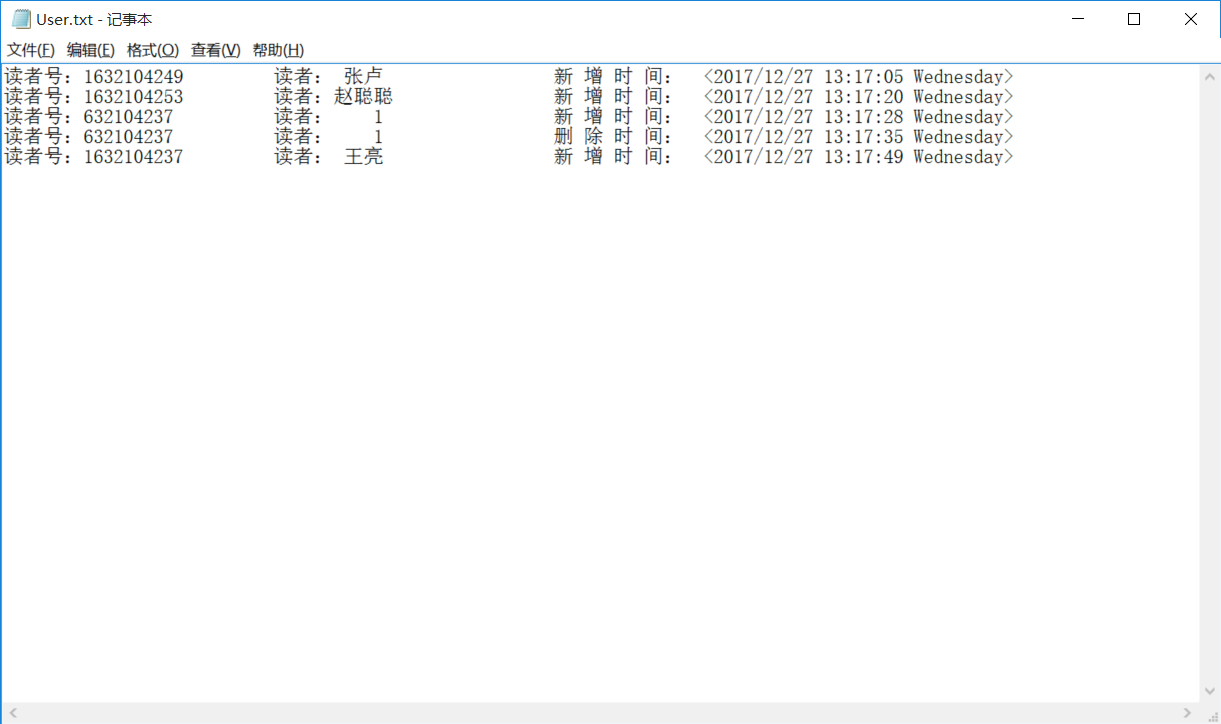 User.txt - 记事本
文件(F) 编辑(E) 格式(O) 查看(V) 帮助(H)
读者号：1632104249 读者： 张卢 新 增 时 间： <2017/12/27 13:17:05 Wednesday>
读者号：1632104253 读者：赵聪聪 新 增 时 间： <2017/12/27 13:17:20 Wednesday>
读者号：632104237 读者： 1 新 增 时 间： <2017/12/27 13:17:28 Wednesday>
读者号：632104237 读者： 1 删 除 时 间： <2017/12/27 13:17:35 Wednesday>
读者号：1632104237 读者： 王亮 新 增 时 间： <2017/12/27 13:17:49 Wednesday>